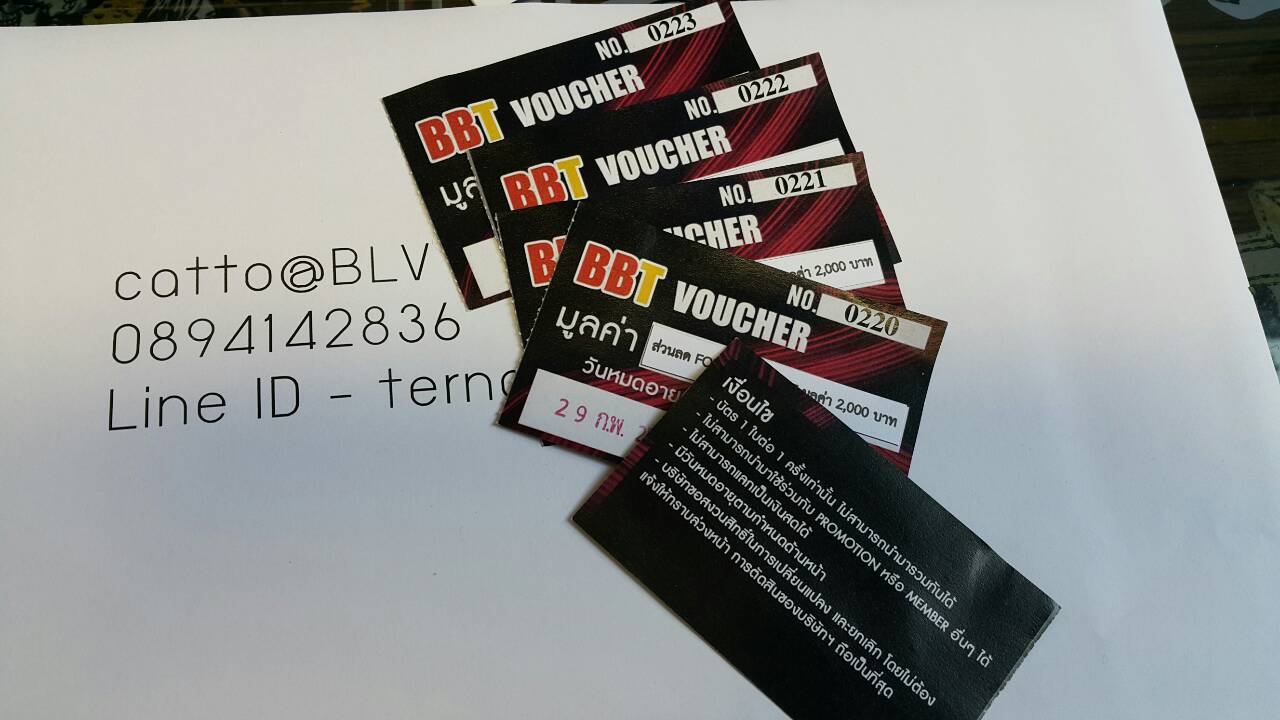 catto@BLV
0894142836
Line ID - tern
NO. 0223
BBT VOUCHER
NO. 0222
BBT VOUCHER
NO. 0221
BB
มูลค่า 2,000 บาท
NO. 0220
BBT VOUCHER
มูลค่า ส่วนลด
มูลค่า 2,000 บาท
วันหมดอายุ
29 ก.พ.
เงื่อนไข
- บัตร 1 ใบต่อ 1 ครั้งเท่านั้น ไม่สามารถนำมารวมกันได้
- ไม่สามารถนำมาใช้ร่วมกับ PROMOTION หรือ MEMBER อื่นๆ ได้
- ไม่สามารถแลกเป็นเงินสดได้
- มีวันหมดอายุตามกำหนดด้านหน้า
- บริษัทขอสงวนสิทธิ์ในการเปลี่ยนแปลง และยกเลิก โดยไม่ต้อง
แจ้งให้ทราบล่วงหน้า การตัดสินของบริษัทฯ ถือเป็นที่สุด